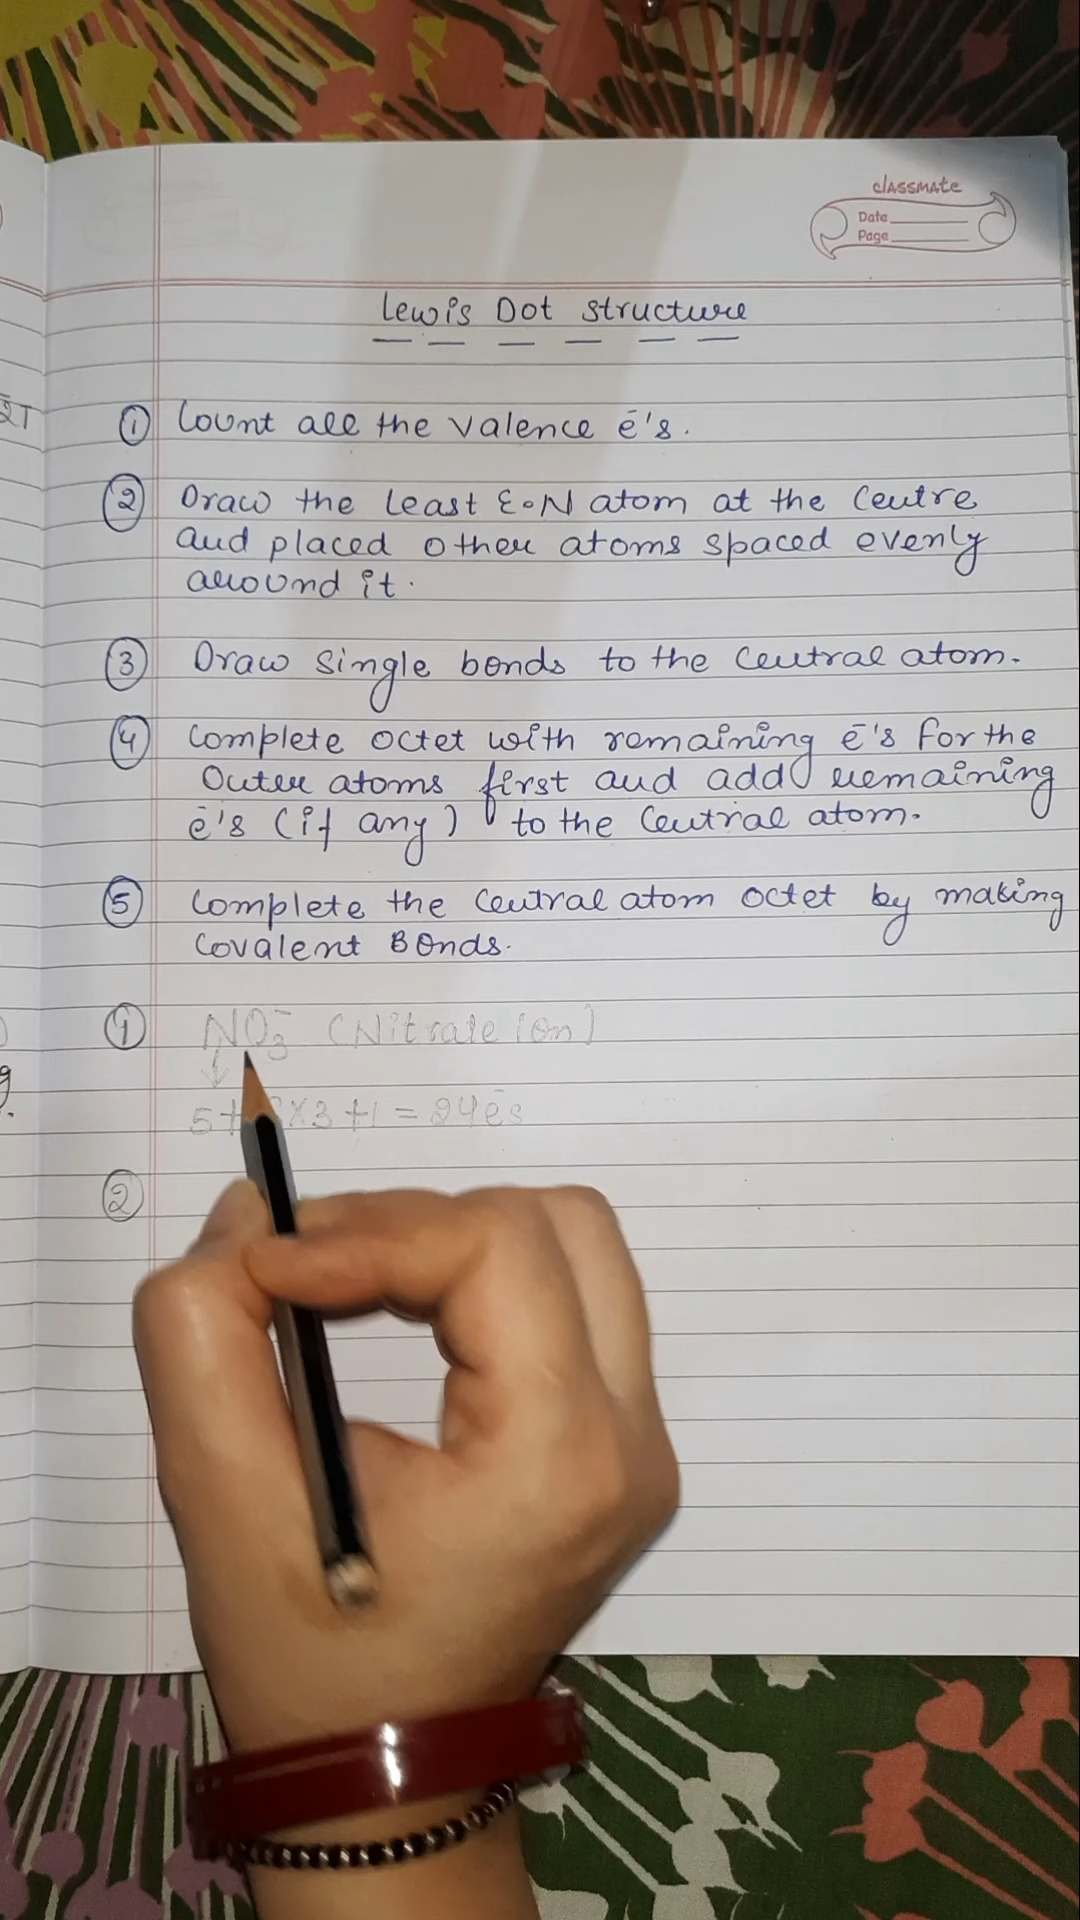 classmate
Date
Page
Lewis Dot structure
① Count all the valence ē's.
② Draw the least E.N atom at the centre
and placed other atoms spaced evenly
around it.
③ Draw single bonds to the central atom.
④ Complete octet with remaining ē's for the
Outer atoms first and add remaining
ē's (if any) to the central atom.
⑤ Complete the central atom octet by making
Covalent Bonds.
① NO₃⁻ (Nitrate ion)
5+ ×3+1 = 24ēs
②